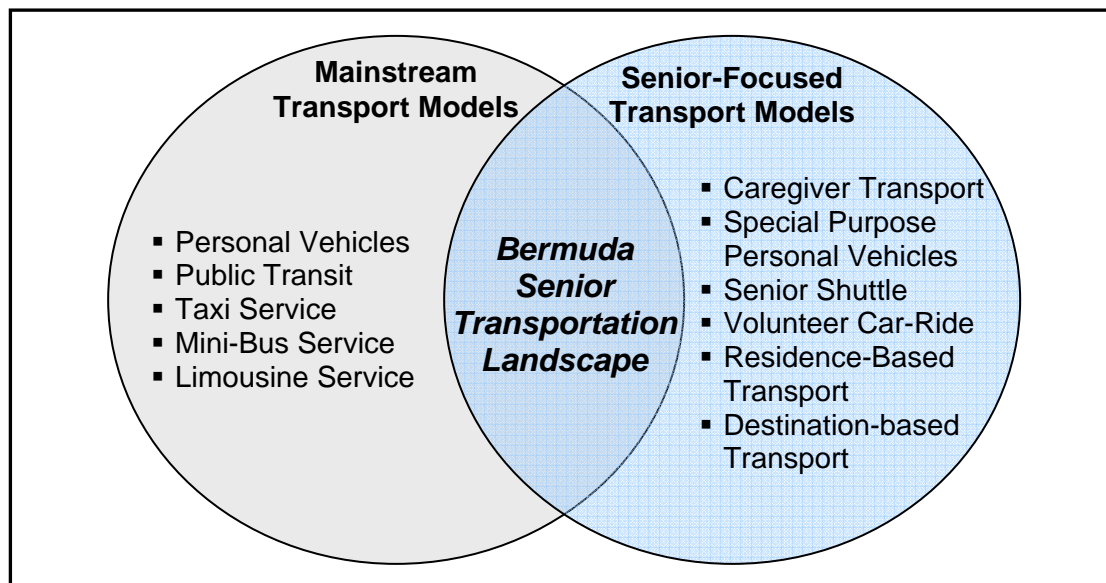 Mainstream
Transport Models
▪ Personal Vehicles
▪ Public Transit
▪ Taxi Service
▪ Mini-Bus Service
▪ Limousine Service
Bermuda
Senior
Transportation
Landscape
Senior-Focused
Transport Models
▪ Caregiver Transport
▪ Special Purpose
Personal Vehicles
▪ Senior Shuttle
▪ Volunteer Car-Ride
▪ Residence-Based
Transport
▪ Destination-based
Transport